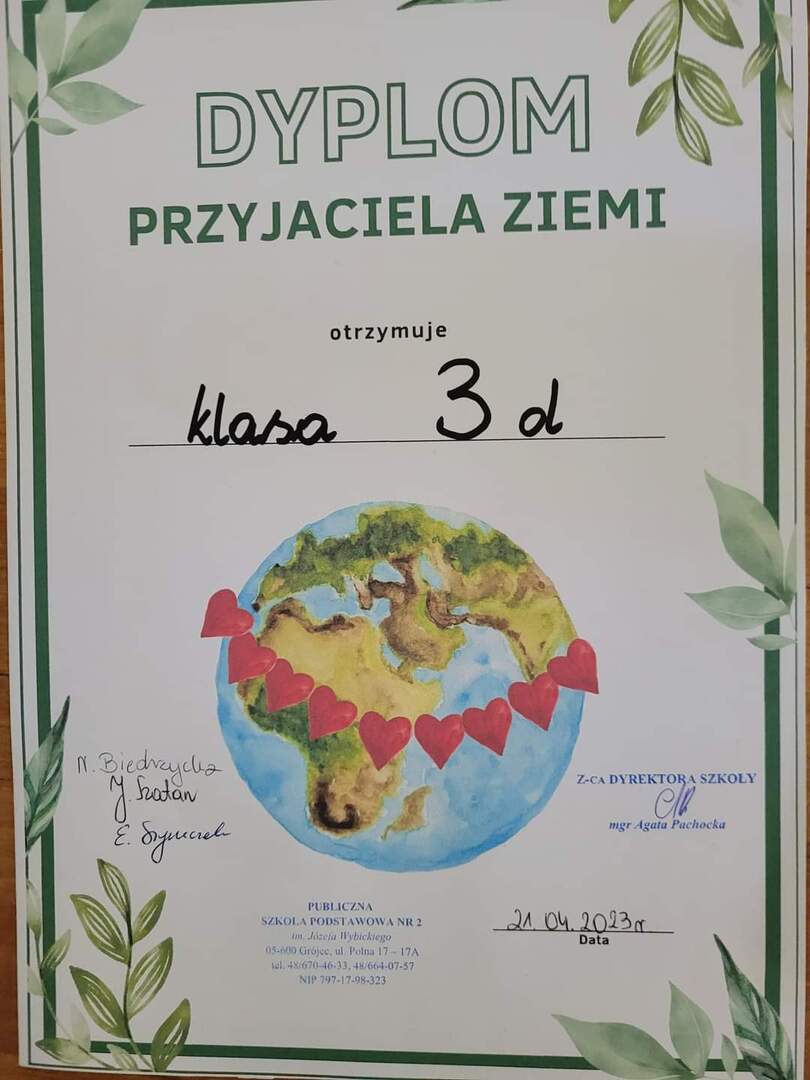 DYPLOM
PRZYJACIELA ZIEMI
otrzymuje
klasa 3 d
N. Biedrzycka
J. Szatan
E.
Z-CA DYREKTORA SZKOŁY
mgr Agata Pachocka
PUBLICZNA
SZKOŁA PODSTAWOWA NR 2
im. Józefa Wybickiego
05-600 Grójec, ul. Polna 17 – 17A
tel. 48/670-46-33, 48/664-07-57
NIP 797-17-98-323
21.04.2023r
Data